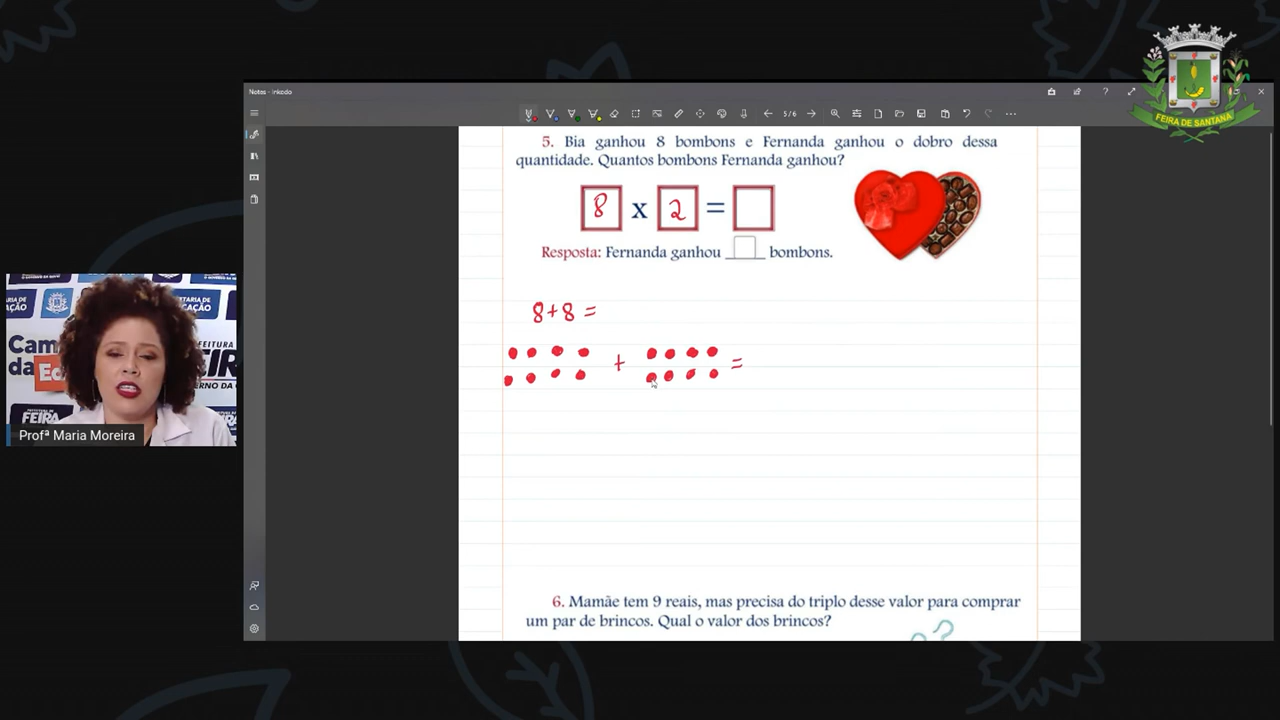 FEIRA DE SANTANA
Notes - Inkodo
5/6
5. Bia ganhou 8 bombons e Fernanda ganhou o dobro dessa
quantidade. Quantos bombons Fernanda ganhou?
8 x 2 =
Resposta: Fernanda ganhou bombons.
8+8 =
+ =
6. Mamãe tem 9 reais, mas precisa do triplo desse valor para comprar
um par de brincos. Qual o valor dos brincos?
Profª Maria Moreira